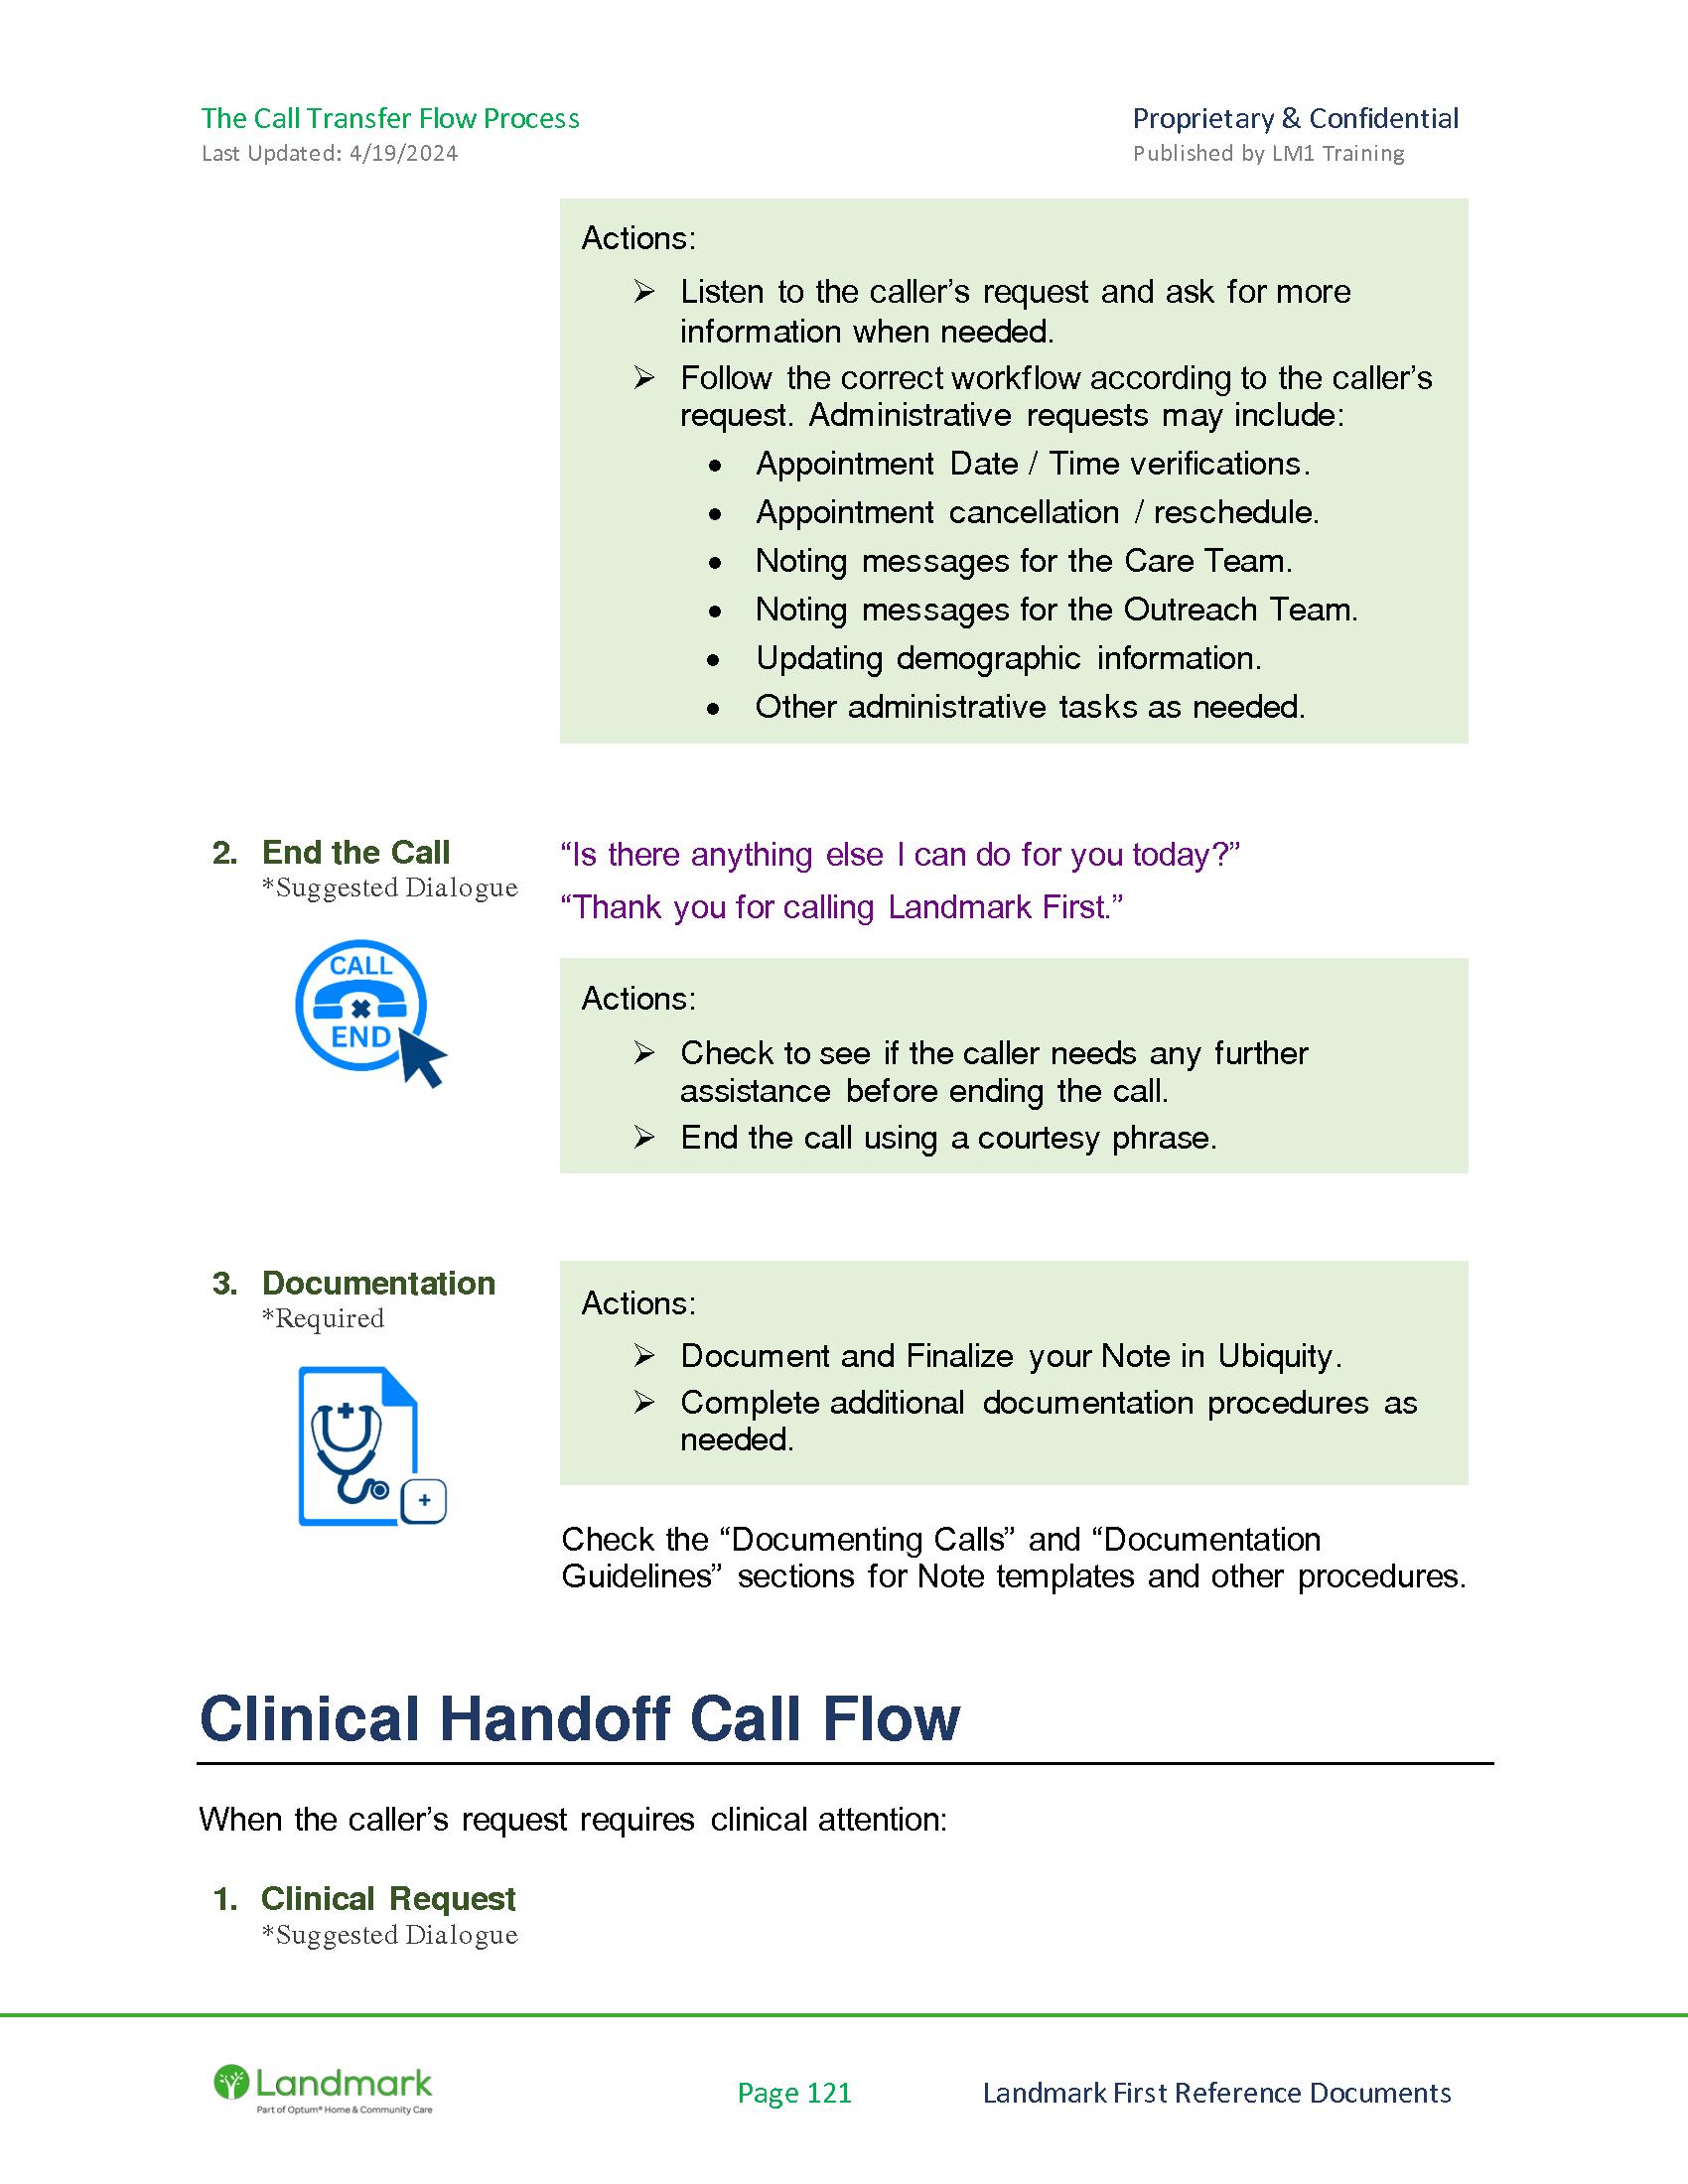 The Call Transfer Flow Process
Proprietary & Confidential
Last Updated: 4/19/2024
Published by LM1 Training
Actions:
➢ Listen to the caller’s request and ask for more
information when needed.
➢ Follow the correct workflow according to the caller’s
request. Administrative requests may include:
• Appointment Date / Time verifications.
• Appointment cancellation / reschedule.
• Noting messages for the Care Team.
• Noting messages for the Outreach Team.
• Updating demographic information.
• Other administrative tasks as needed.
2. End the Call
*Suggested Dialogue
CALL
END
“Is there anything else I can do for you today?”
“Thank you for calling Landmark First.”
Actions:
➢ Check to see if the caller needs any further
assistance before ending the call.
➢ End the call using a courtesy phrase.
3. Documentation
*Required
Actions:
➢ Document and Finalize your Note in Ubiquity.
➢ Complete additional documentation procedures as
needed.
Check the “Documenting Calls” and “Documentation
Guidelines” sections for Note templates and other procedures.
Clinical Handoff Call Flow
When the caller’s request requires clinical attention:
1. Clinical Request
*Suggested Dialogue
Landmark
Part of Optum® Home & Community Care
Page 121
Landmark First Reference Documents